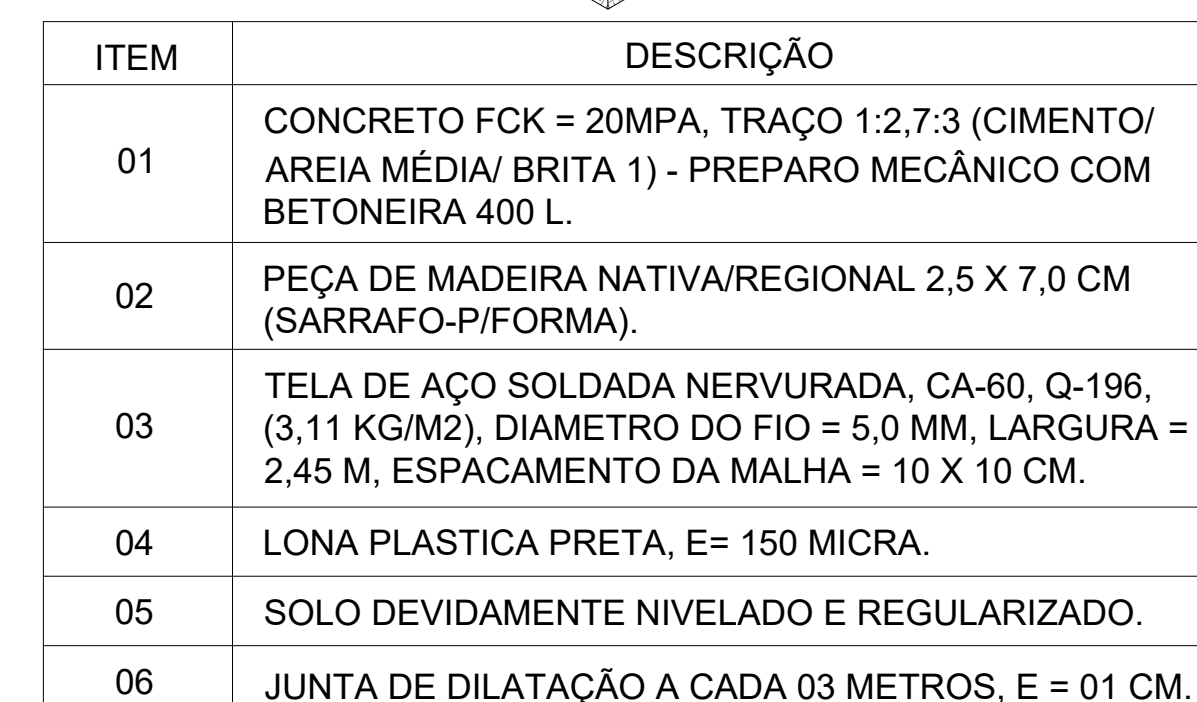 ITEM DESCRIÇÃO
01 CONCRETO FCK = 20MPA, TRAÇO 1:2,7:3 (CIMENTO/
AREIA MÉDIA/ BRITA 1) - PREPARO MECÂNICO COM
BETONEIRA 400 L.
02 PEÇA DE MADEIRA NATIVA/REGIONAL 2,5 X 7,0 CM
(SARRAFO-P/FORMA).
03 TELA DE AÇO SOLDADA NERVURADA, CA-60, Q-196,
(3,11 KG/M2), DIAMETRO DO FIO = 5,0 MM, LARGURA =
2,45 M, ESPACAMENTO DA MALHA = 10 X 10 CM.
04 LONA PLASTICA PRETA, E= 150 MICRA.
05 SOLO DEVIDAMENTE NIVELADO E REGULARIZADO.
06 JUNTA DE DILATAÇÃO A CADA 03 METROS, E = 01 CM.